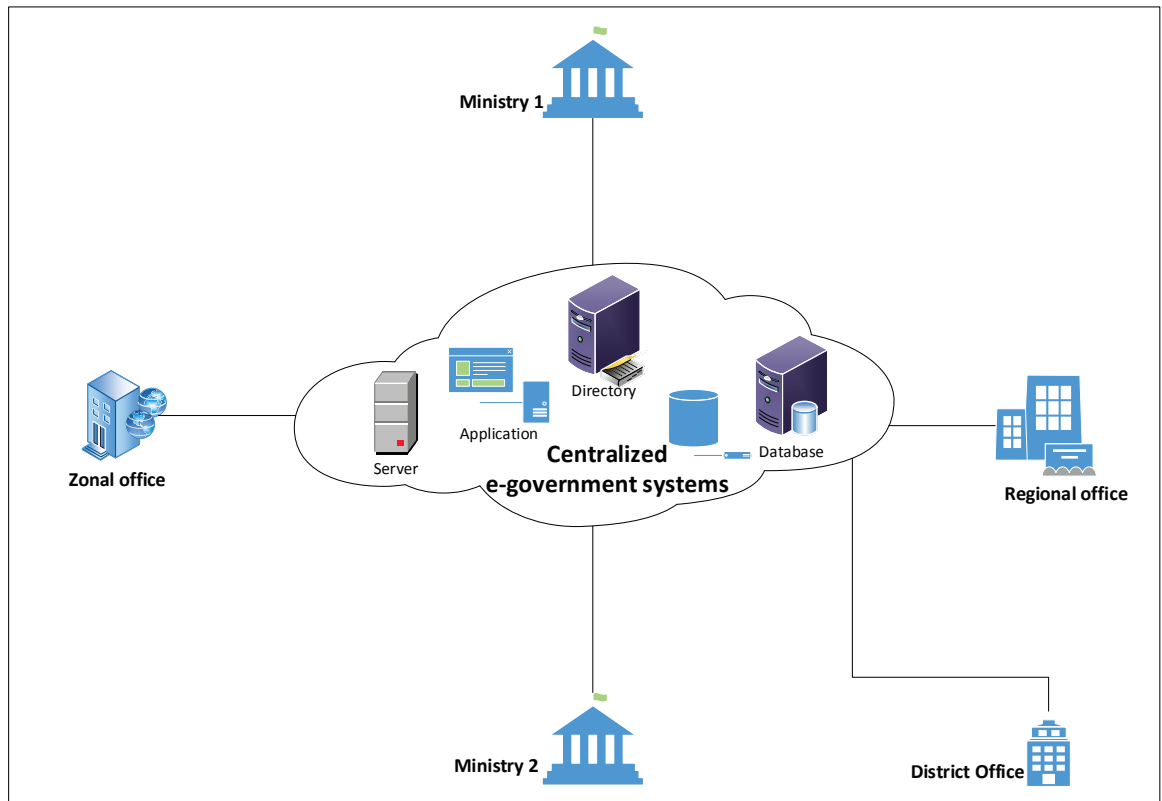 Ministry 1
Directory
Application
Server
Database
Centralized
e-government systems
Zonal office
Regional office
Ministry 2
District Office